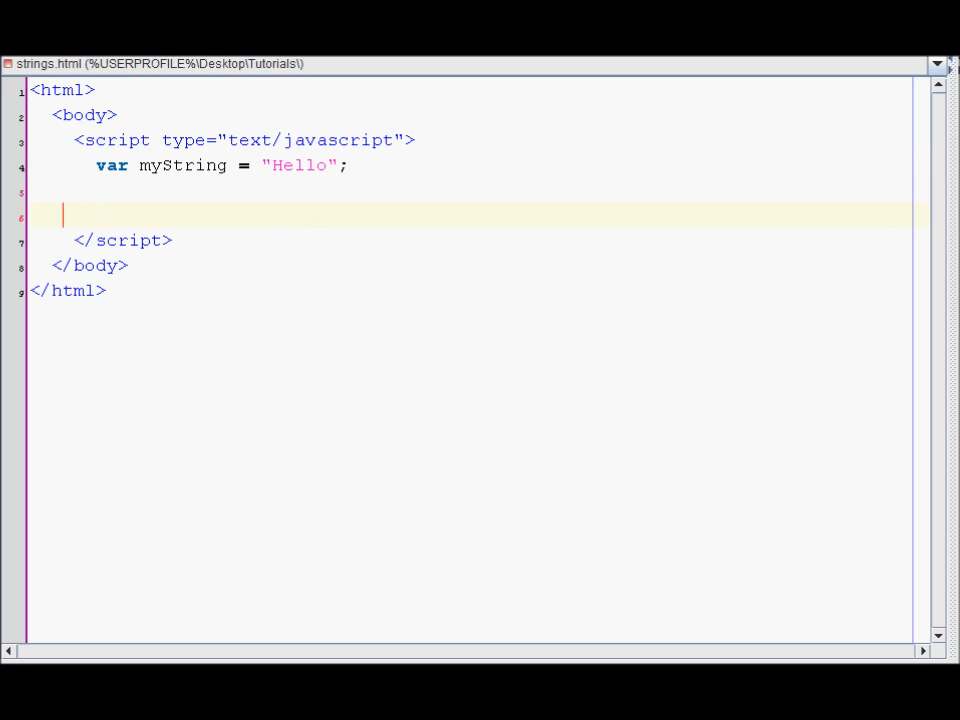 strings.html (%USERPROFILE%\Desktop\Tutorials\)
1 <html>
2 <body>
3 <script type="text/javascript">
4 var myString = "Hello";
5
6
7 </script>
8 </body>
9 </html>